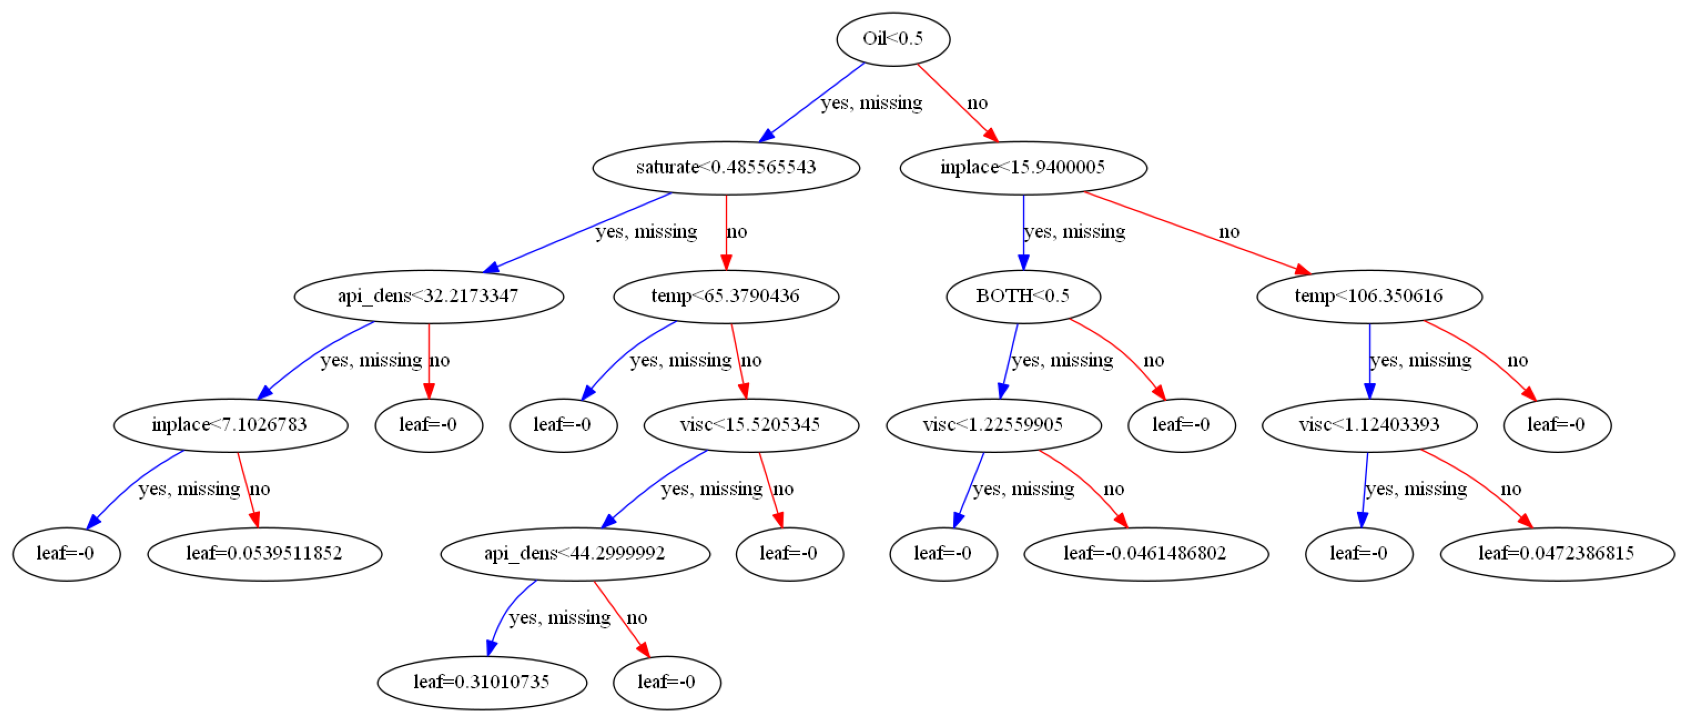 Oil<0.5
yes, missing
no
saturate<0.485565543
inplace<15.9400005
yes, missing
no
yes, missing
no
api_dens<32.2173347
temp<65.3790436
BOTH<0.5
temp<106.350616
yes, missing
no
yes, missing
no
yes, missing
no
yes, missing
no
inplace<7.1026783
leaf=-0
leaf=-0
visc<15.5205345
visc<1.22559905
leaf=-0
visc<1.12403393
leaf=-0
yes, missing
no
yes, missing
no
yes, missing
no
yes, missing
no
leaf=-0
leaf=0.0539511852
api_dens<44.2999992
leaf=-0
leaf=-0
leaf=-0.0461486802
leaf=-0
leaf=0.0472386815
yes, missing
no
leaf=0.31010735
leaf=-0